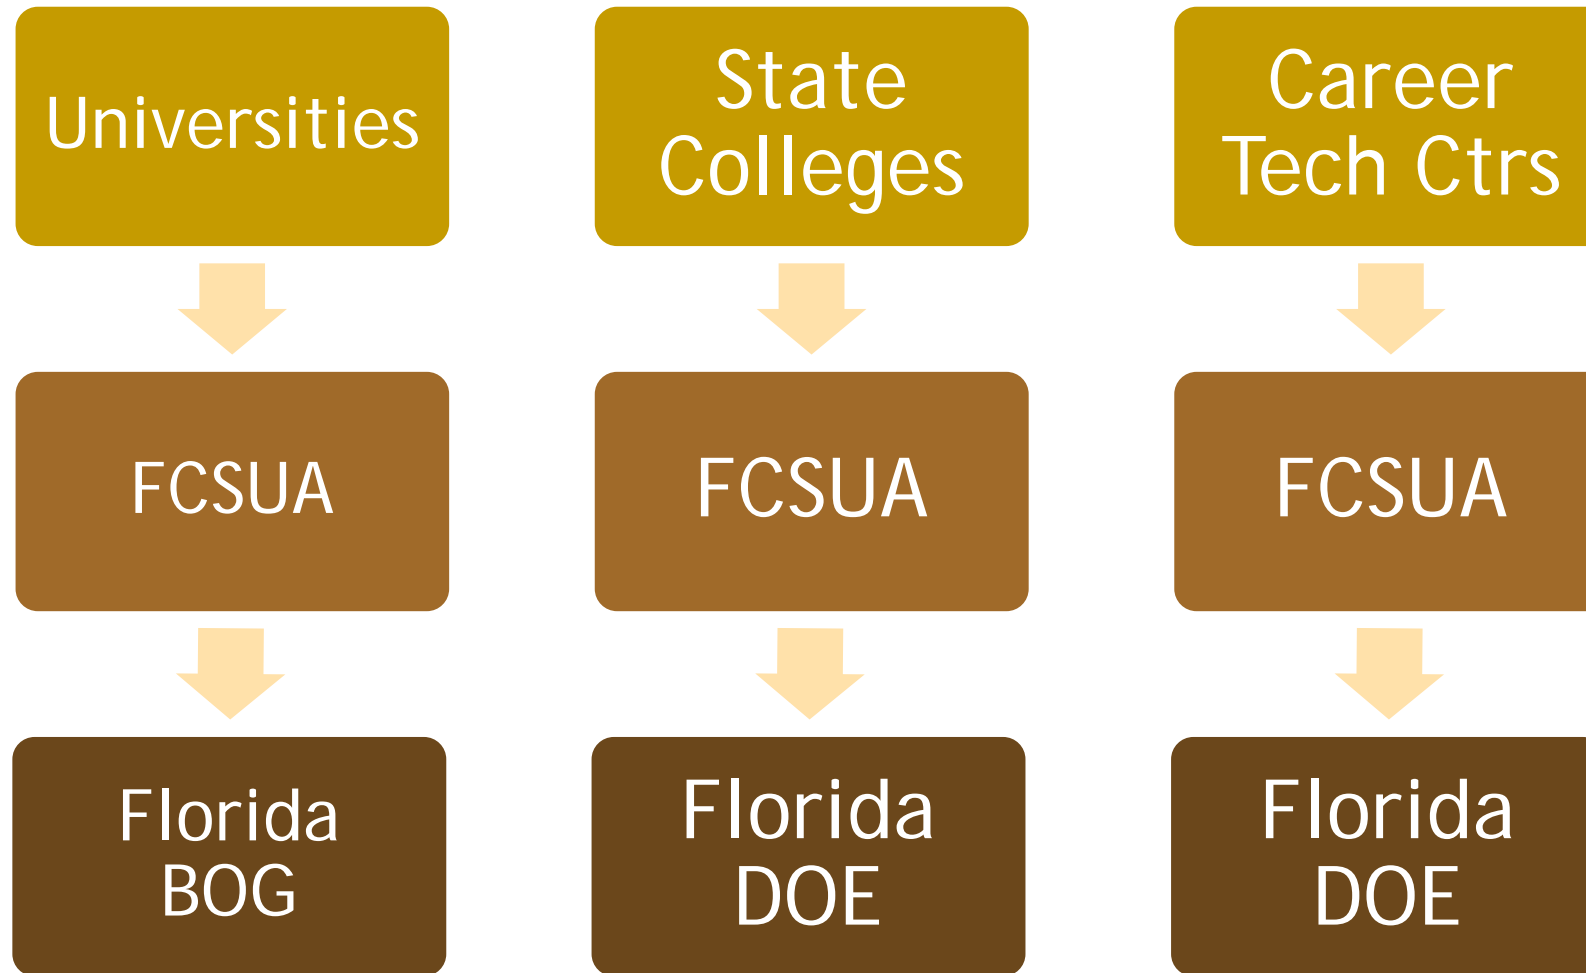 Universities
State
Colleges
Career
Tech Ctrs
FCSUA
FCSUA
FCSUA
Florida
BOG
Florida
DOE
Florida
DOE